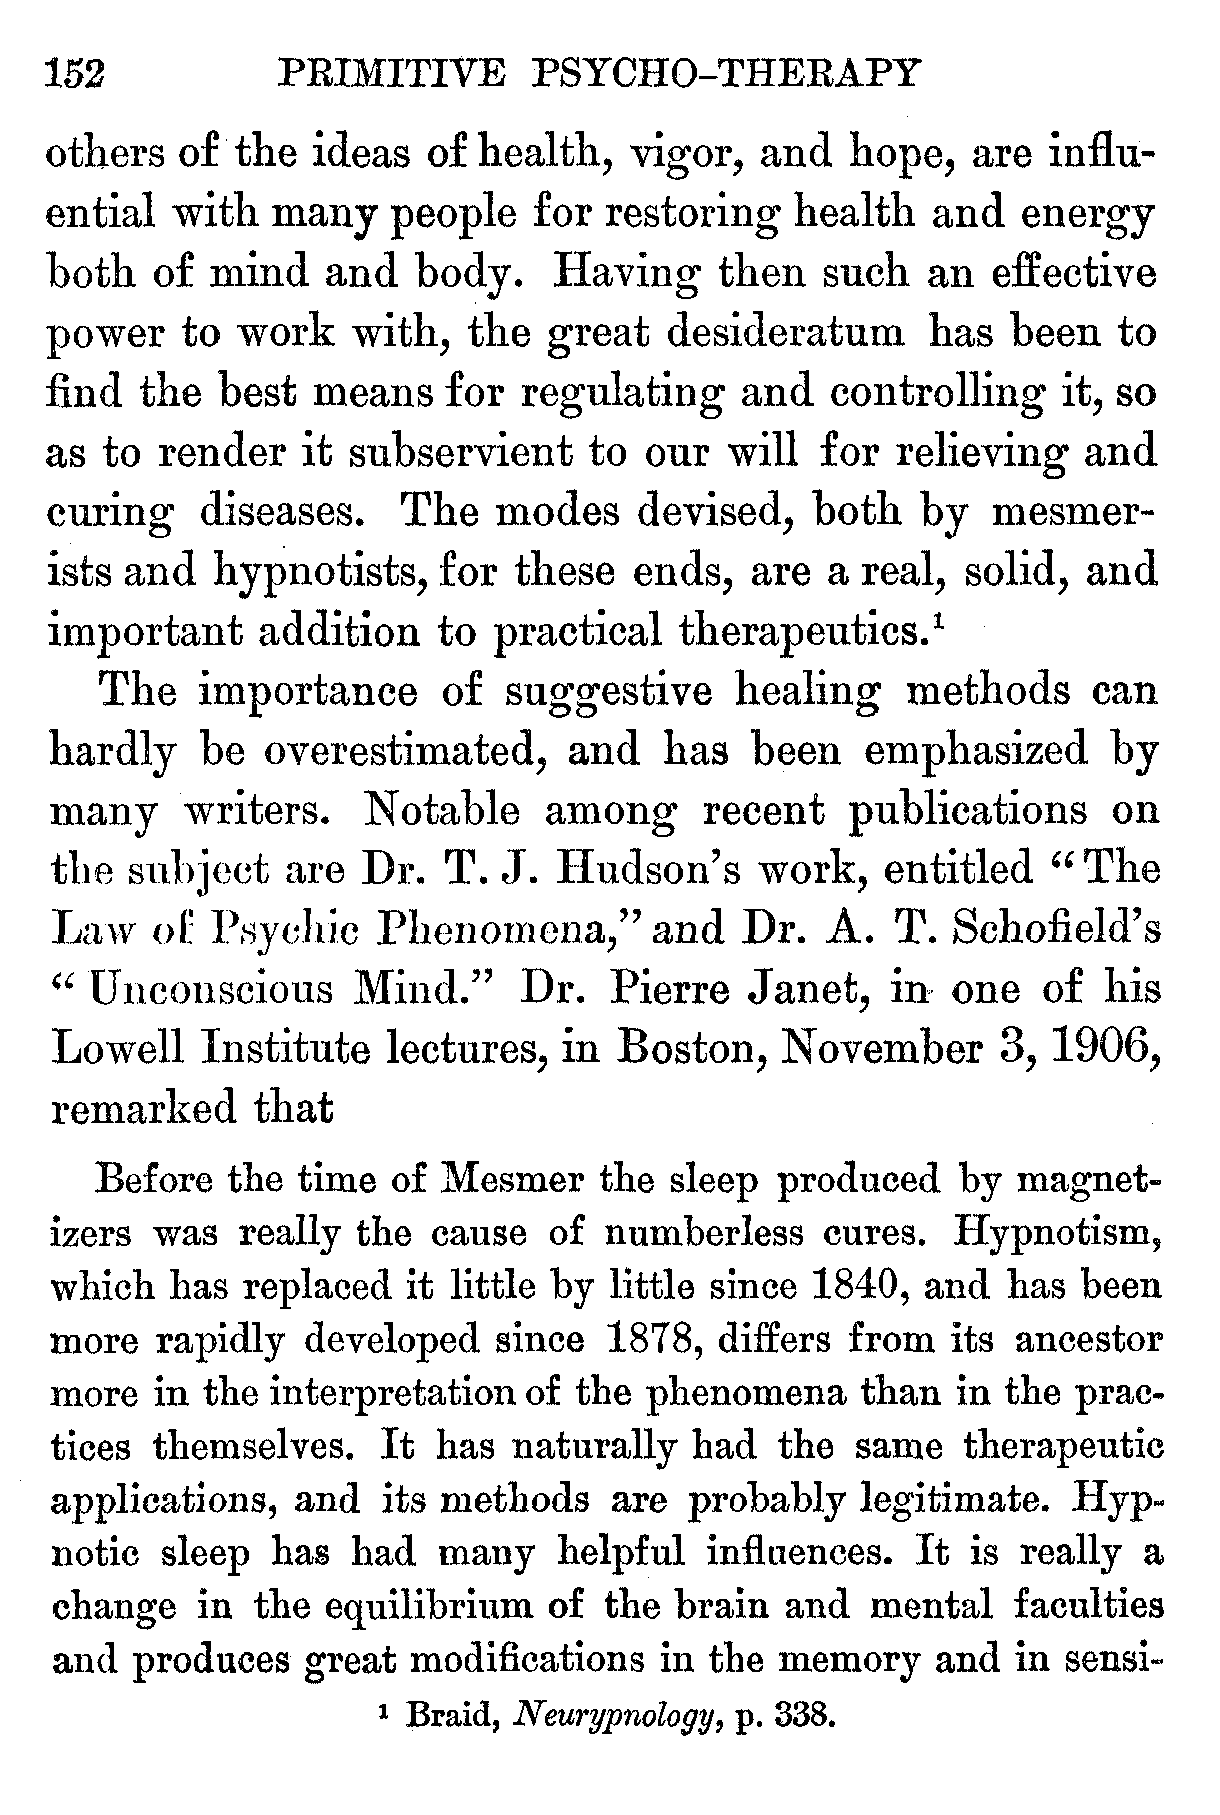 152 PRIMITIVE PSYCHO-THERAPY
others of the ideas of health, vigor, and hope, are influ-
ential with many people for restoring health and energy
both of mind and body. Having then such an effective
power to work with, the great desideratum has been to
find the best means for regulating and controlling it, so
as to render it subservient to our will for relieving and
curing diseases. The modes devised, both by mesmer-
ists and hypnotists, for these ends, are a real, solid, and
important addition to practical therapeutics.¹
The importance of suggestive healing methods can
hardly be overestimated, and has been emphasized by
many writers. Notable among recent publications on
the subject are Dr. T. J. Hudson's work, entitled "The
Law of Psychic Phenomena," and Dr. A. T. Schofield's
"Unconscious Mind." Dr. Pierre Janet, in one of his
Lowell Institute lectures, in Boston, November 3, 1906,
remarked that
Before the time of Mesmer the sleep produced by magnet-
izers was really the cause of numberless cures. Hypnotism,
which has replaced it little by little since 1840, and has been
more rapidly developed since 1878, differs from its ancestor
more in the interpretation of the phenomena than in the prac-
tices themselves. It has naturally had the same therapeutic
applications, and its methods are probably legitimate. Hyp-
notic sleep has had many helpful influences. It is really a
change in the equilibrium of the brain and mental faculties
and produces great modifications in the memory and in sensi-
¹ Braid, Neurypnology, p. 338.